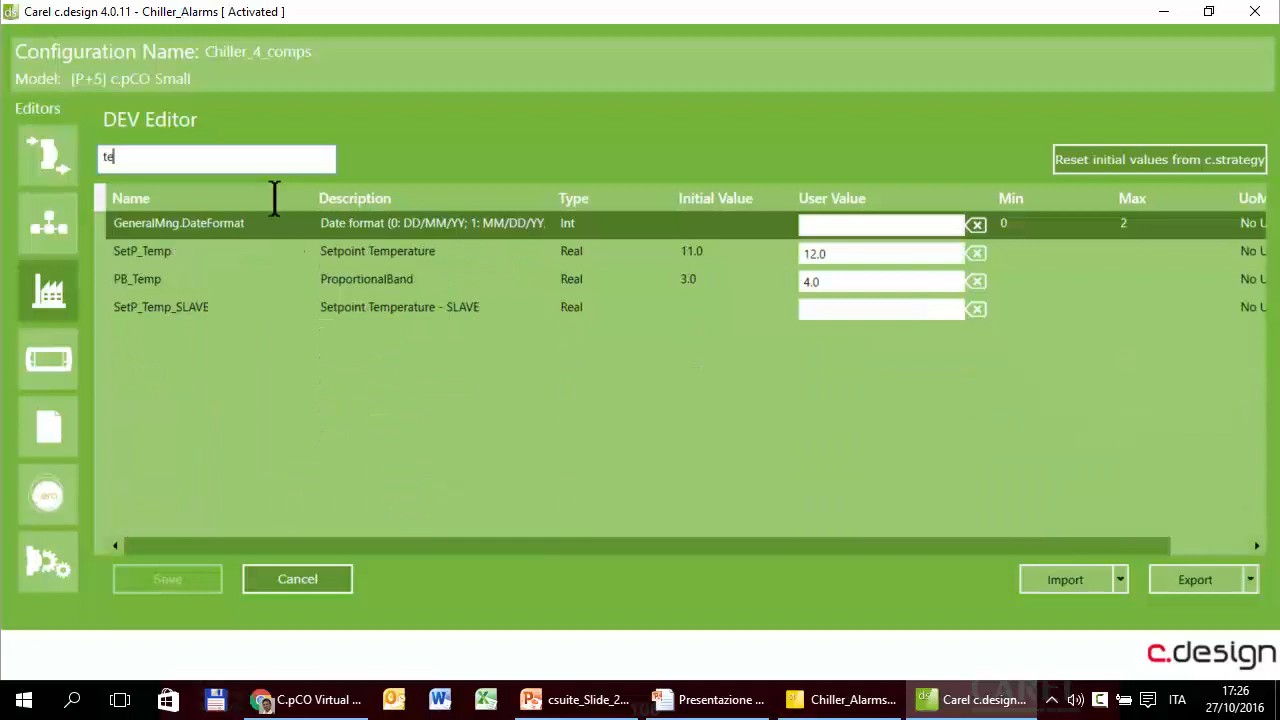 Carel c.design 4.0.11 - Chiller_Alarms [ Activated ]
Configuration Name: Chiller_4_comps
Model: [P+5] c.pCO Small
Editors
DEV Editor
te
Reset initial values from c.strategy
Name Description Type Initial Value User Value Min Max UoM
GeneralMng.DateFormat Date format (0: DD/MM/YY; 1: MM/DD/YY. Int 0 2 No U
SetP_Temp Setpoint Temperature Real 11.0 12.0 No U
PB_Temp ProportionalBand Real 3.0 4.0 No U
SetP_Temp_SLAVE Setpoint Temperature - SLAVE Real No U
Save Cancel Import Export
c.design
C.pCO Virtual ... csuite_Slide_2... Presentazione ... Chiller_Alarms... Carel c.design... ITA 17:26
27/10/2016